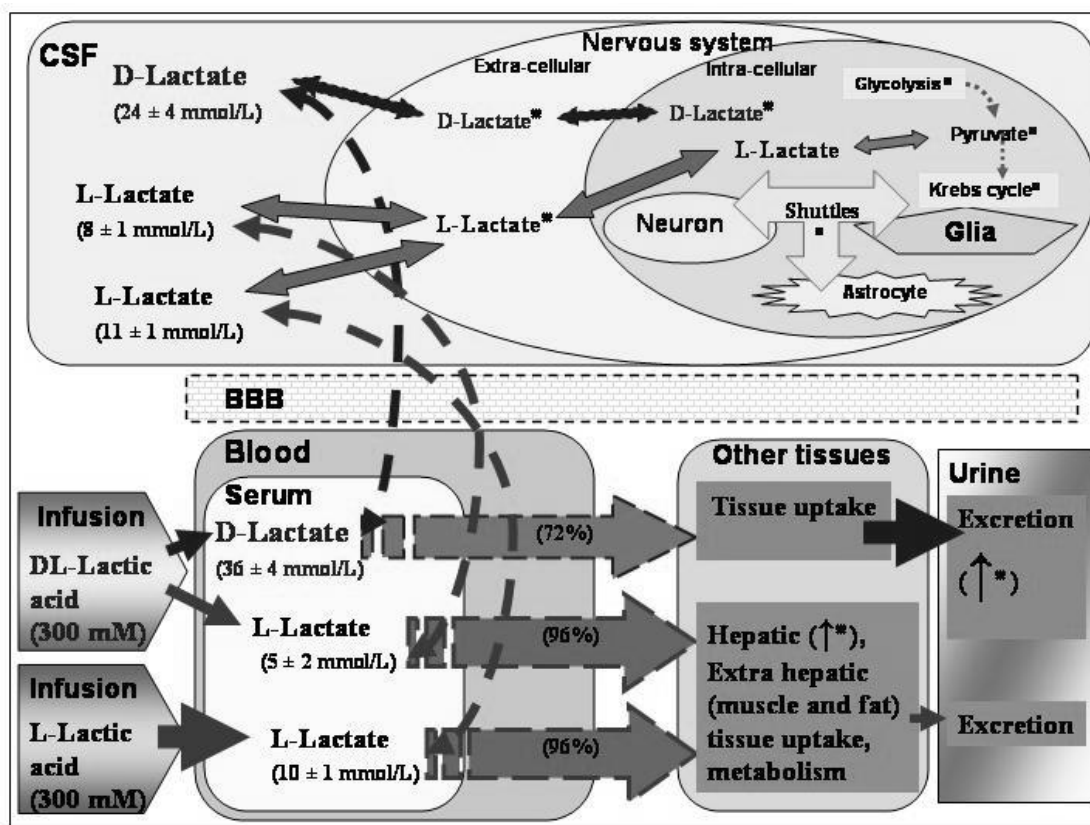 CSF
Nervous system
Extra-cellular
Intra-cellular
D-Lactate
(24 ± 4 mmol/L)
D-Lactate*
D-Lactate*
Glycolysis■
Pyruvate■
Krebs cycle■
L-Lactate
L-Lactate
(8 ± 1 mmol/L)
L-Lactate*
L-Lactate
(11 ± 1 mmol/L)
Neuron
Shuttles
■
Glia
Astrocyte
BBB
Blood
Serum
Infusion
DL-Lactic
acid
(300 mM)
Infusion
L-Lactic
acid
(300 mM)
D-Lactate
(36 ± 4 mmol/L)
L-Lactate
(5 ± 2 mmol/L)
L-Lactate
(10 ± 1 mmol/L)
(72%)
(96%)
(96%)
Other tissues
Tissue uptake
Hepatic (↑*),
Extra hepatic
(muscle and fat)
tissue uptake,
metabolism
Urine
Excretion
(↑*)
Excretion